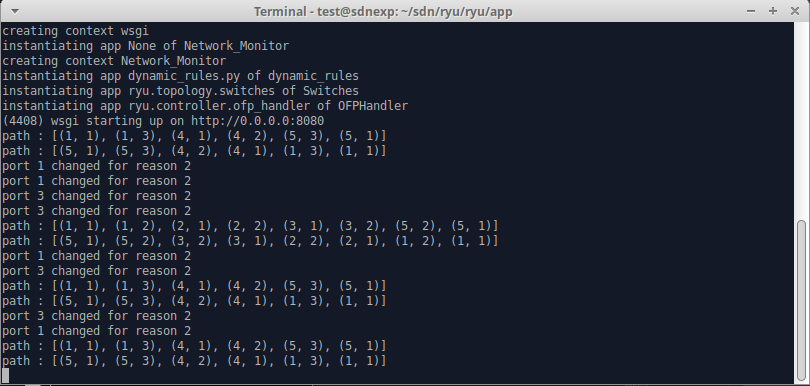 Terminal - test@sdnexp: ~/sdn/ryu/ryu/app
creating context wsgi
instantiating app None of Network_Monitor
creating context Network_Monitor
instantiating app dynamic_rules.py of dynamic_rules
instantiating app ryu.topology.switches of Switches
instantiating app ryu.controller.ofp_handler of OFPHandler
(4408) wsgi starting up on http://0.0.0.0:8080
path : [(1, 1), (1, 3), (4, 1), (4, 2), (5, 3), (5, 1)]
path : [(5, 1), (5, 3), (4, 2), (4, 1), (1, 3), (1, 1)]
port 1 changed for reason 2
port 1 changed for reason 2
port 3 changed for reason 2
port 3 changed for reason 2
path : [(1, 1), (1, 2), (2, 1), (2, 2), (3, 1), (3, 2), (5, 2), (5, 1)]
path : [(5, 1), (5, 2), (3, 2), (3, 1), (2, 2), (2, 1), (1, 2), (1, 1)]
port 1 changed for reason 2
port 3 changed for reason 2
path : [(1, 1), (1, 3), (4, 1), (4, 2), (5, 3), (5, 1)]
path : [(5, 1), (5, 3), (4, 2), (4, 1), (1, 3), (1, 1)]
port 3 changed for reason 2
port 1 changed for reason 2
path : [(1, 1), (1, 3), (4, 1), (4, 2), (5, 3), (5, 1)]
path : [(5, 1), (5, 3), (4, 2), (4, 1), (1, 3), (1, 1)]